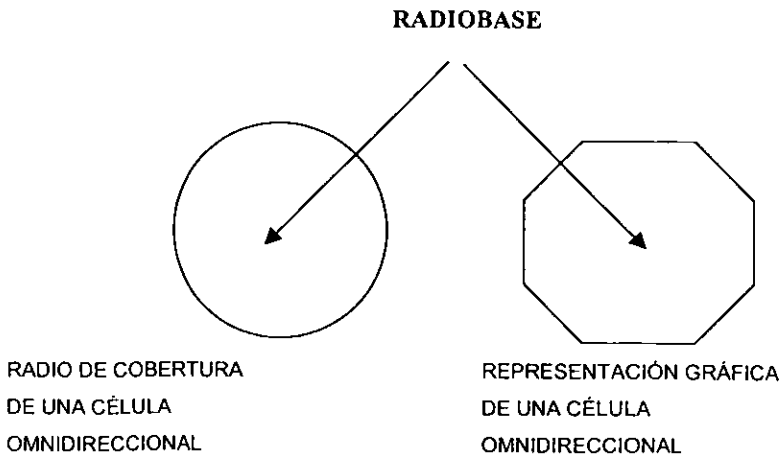 RADIOBASE
RADIO DE COBERTURA
DE UNA CÉLULA
OMNIDIRECCIONAL
REPRESENTACIÓN GRÁFICA
DE UNA CÉLULA
OMNIDIRECCIONAL